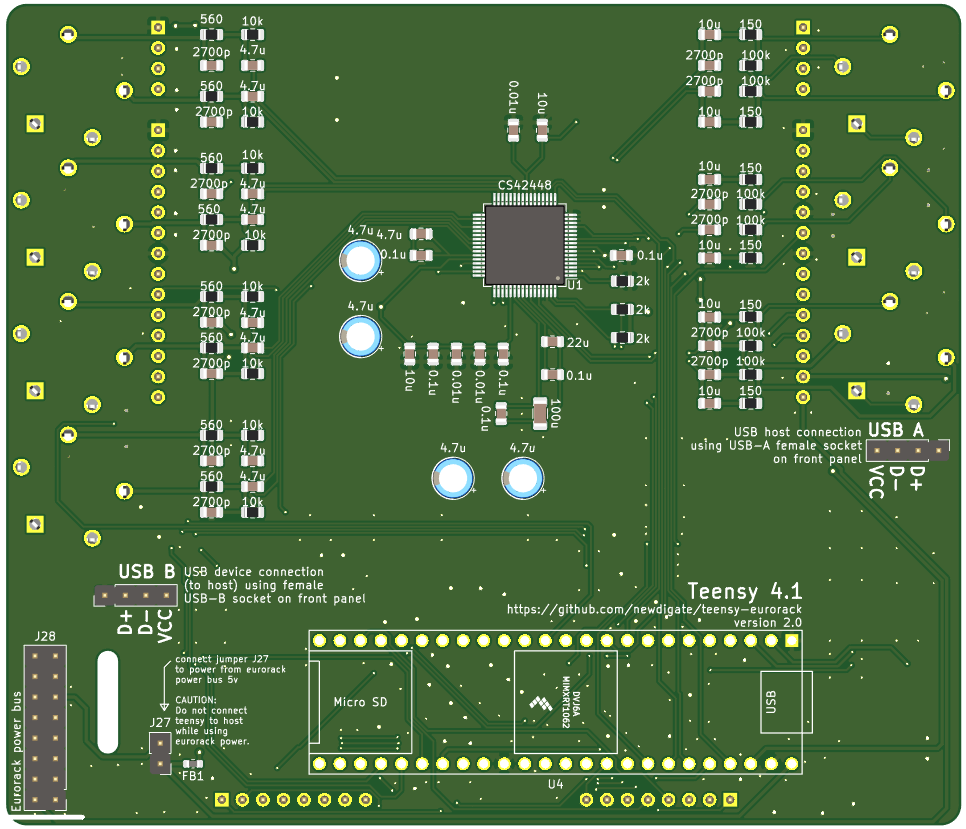 560 10k
2700p 4.7u
560 4.7u
2700p 10k
560 10k
2700p 4.7u
560 4.7u
2700p 10k
560 10k
2700p 4.7u
560 4.7u
2700p 10k
560 10k
2700p 4.7u
560 4.7u
2700p 10k
0.01u
10u
CS42448
U1
4.7u 4.7u
0.1u
4.7u
0.1u
2k
2k
2k
10u
0.1u
0.01u
0.01u
0.1u
22u
0.1u
0.1u
100u
4.7u
4.7u
10u 150
2700p 100k
2700p 100k
10u 150
10u 150
2700p 100k
2700p 100k
10u 150
10u 150
2700p 100k
2700p 100k
10u 150
USB host connection
using USB-A female socket
on front panel
USB A
VCC
D-
D+
USB B
USB device connection
(to host) using female
USB-B socket on front panel
D+
D-
VCC
Teensy 4.1
https://github.com/newdigate/teensy-eurorack
version 2.0
J28
Eurorack power bus
connect jumper J27
to power from eurorack
power bus 5v
CAUTION:
Do not connect
teensy to host
while using
eurorack power.
J27
FB1
Micro SD
DVJ6A
MIMXRT1062
USB
U4